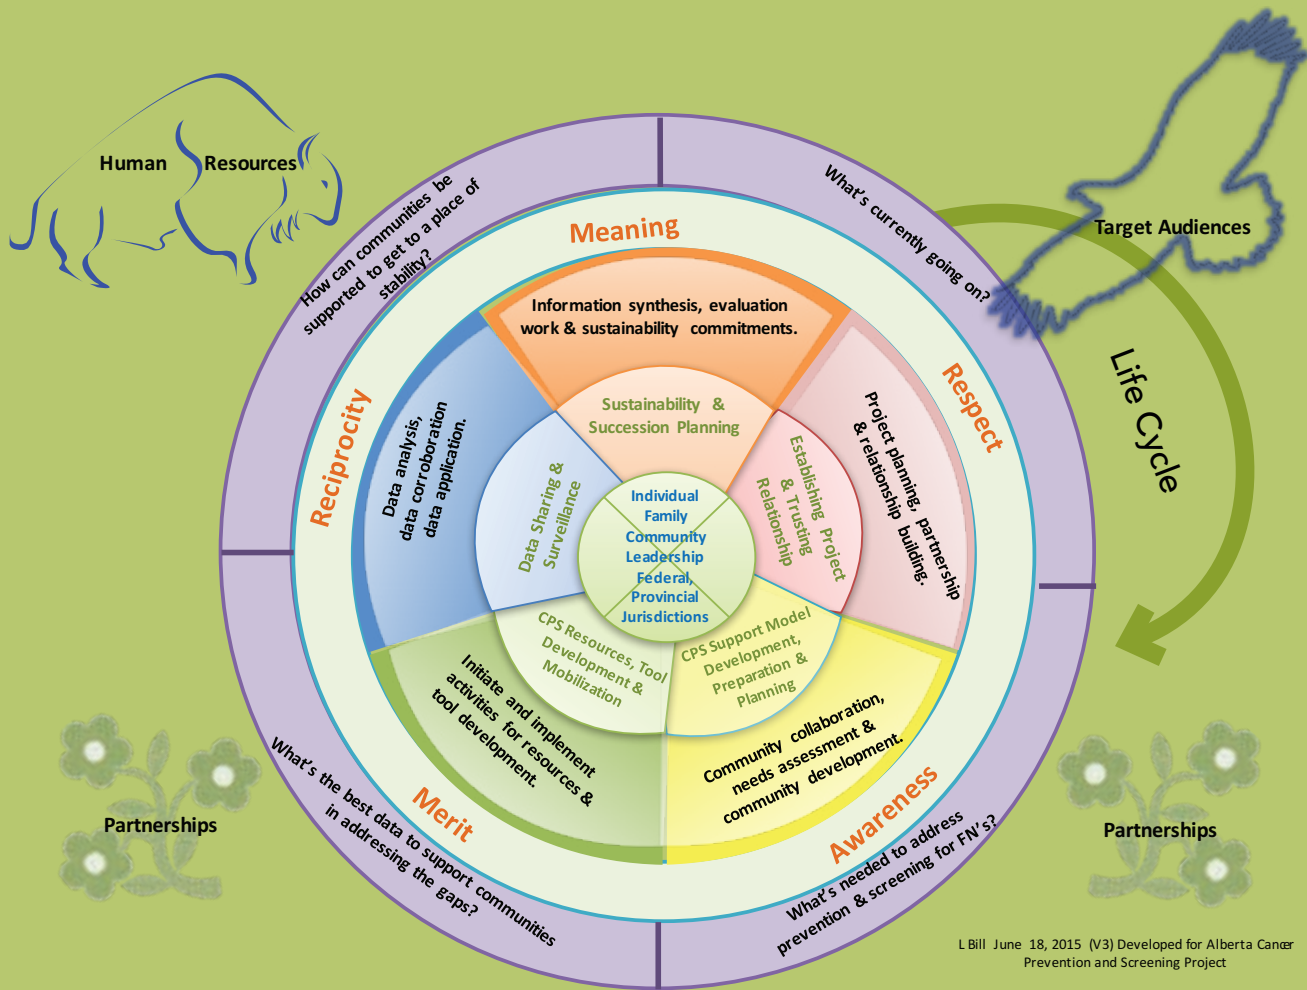 Human Resources
Target Audiences
Life Cycle
How can communities be
supported to get to a place of
stability?
What's currently going on?
Meaning
Respect
Reciprocity
Merit
Awareness
Information synthesis, evaluation
work & sustainability commitments.
Sustainability &
Succession Planning
Project planning, partnership
& relationship building.
Establishing Project
& Trusting
Relationship
Data analysis,
data corroboration
data application.
Data Sharing &
Surveillance
Individual
Family
Community
Leadership
Federal,
Provincial
Jurisdictions
CPS Resources, Tool
Development &
Mobilization
CPS Support Model
Development,
Preparation &
Planning
Initiate and implement
activities for resources &
tool development.
Community collaboration,
needs assessment &
community development.
What's the best data to support communities
in addressing the gaps?
What's needed to address
prevention & screening for FN's?
Partnerships
Partnerships
L Bill June 18, 2015 (V3) Developed for Alberta Cancer
Prevention and Screening Project